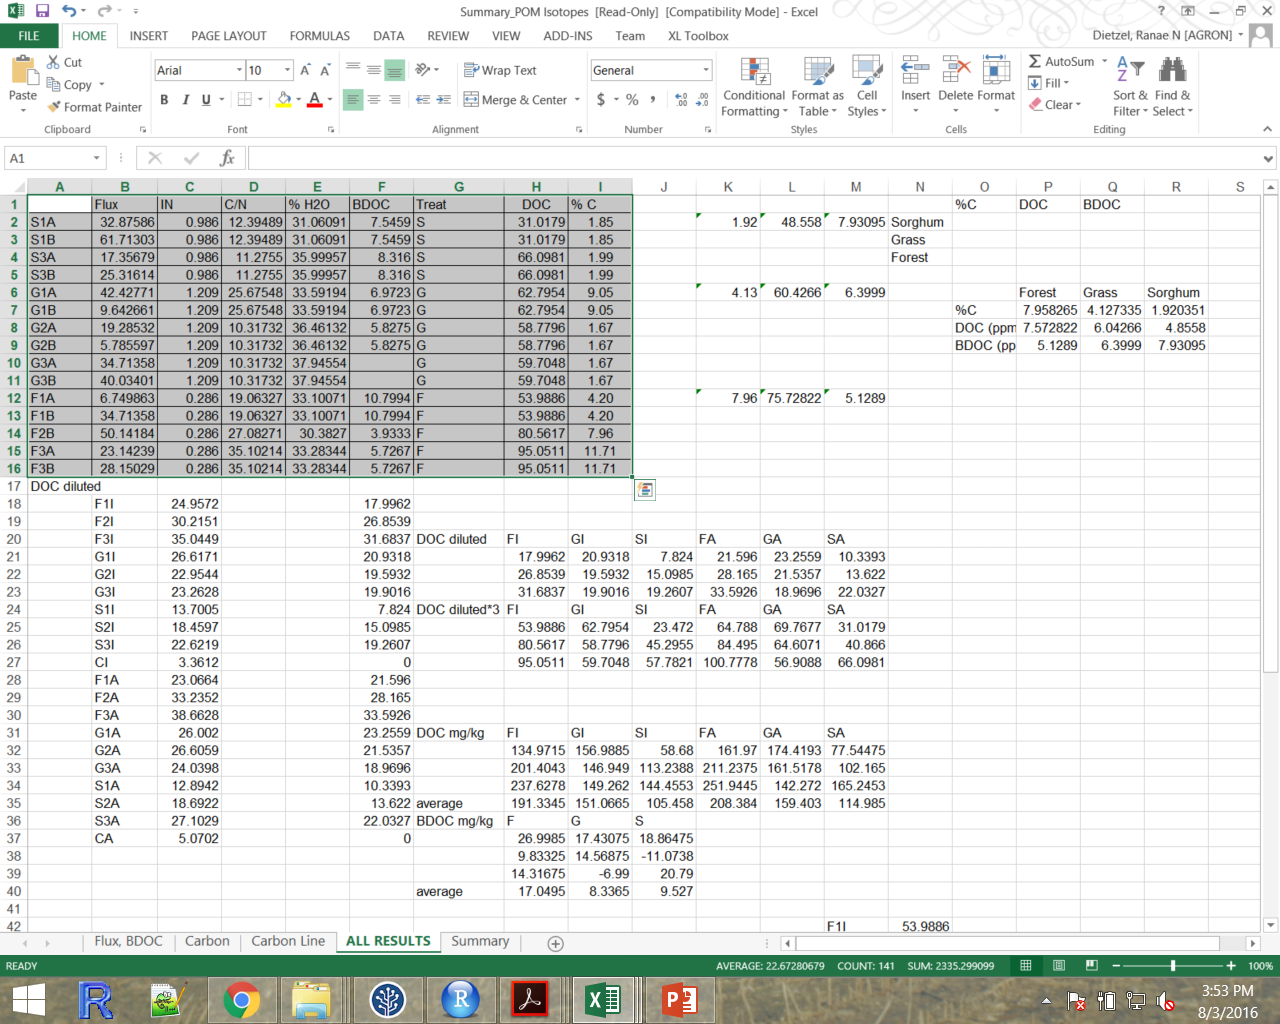 Summary_POM Isotopes [Read-Only] [Compatibility Mode] - Excel
FILE HOME INSERT PAGE LAYOUT FORMULAS DATA REVIEW VIEW ADD-INS Team XL Toolbox Dietzel, Ranae N [AGRON]
Paste Cut Copy Format Painter Clipboard
Arial 10 A A B I U A Font
Wrap Text Merge & Center Alignment
General $ % , Number
Conditional Formatting Format as Table Cell Styles Styles
Insert Delete Format Cells
AutoSum Fill Clear Sort & Filter Find & Select Editing
A1 fx
A B C D E F G H I J K L M N O P Q R S
1 Flux IN C/N % H2O BDOC Treat DOC % C %C DOC BDOC
2 S1A 32.87586 0.986 12.39489 31.06091 7.5459 S 31.0179 1.85 1.92 48.558 7.93095 Sorghum
3 S1B 61.71303 0.986 12.39489 31.06091 7.5459 S 31.0179 1.85 Grass
4 S3A 17.35679 0.986 11.2755 35.99957 8.316 S 66.0981 1.99 Forest
5 S3B 25.31614 0.986 11.2755 35.99957 8.316 S 66.0981 1.99
6 G1A 42.42771 1.209 25.67548 33.59194 6.9723 G 62.7954 9.05 4.13 60.4266 6.3999 Forest Grass Sorghum
7 G1B 9.642661 1.209 25.67548 33.59194 6.9723 G 62.7954 9.05 %C 7.958265 4.127335 1.920351
8 G2A 19.28532 1.209 10.31732 36.46132 5.8275 G 58.7796 1.67 DOC (ppm 7.572822 6.04266 4.8558
9 G2B 5.785597 1.209 10.31732 36.46132 5.8275 G 58.7796 1.67 BDOC (pp 5.1289 6.3999 7.93095
10 G3A 34.71358 1.209 10.31732 37.94554 G 59.7048 1.67
11 G3B 40.03401 1.209 10.31732 37.94554 G 59.7048 1.67
12 F1A 6.749863 0.286 19.06327 33.10071 10.7994 F 53.9886 4.20 7.96 75.72822 5.1289
13 F1B 34.71358 0.286 19.06327 33.10071 10.7994 F 53.9886 4.20
14 F2B 50.14184 0.286 27.08271 30.3827 3.9333 F 80.5617 7.96
15 F3A 23.14239 0.286 35.10214 33.28344 5.7267 F 95.0511 11.71
16 F3B 28.15029 0.286 35.10214 33.28344 5.7267 F 95.0511 11.71
17 DOC diluted
18 F1I 24.9572 17.9962
19 F2I 30.2151 26.8539
20 F3I 35.0449 31.6837 DOC diluted FI GI SI FA GA SA
21 G1I 26.6171 20.9318 17.9962 20.9318 7.824 21.596 23.2559 10.3393
22 G2I 22.9544 19.5932 26.8539 19.5932 15.0985 28.165 21.5357 13.622
23 G3I 23.2628 19.9016 31.6837 19.9016 19.2607 33.5926 18.9696 22.0327
24 S1I 13.7005 7.824 DOC diluted*3 FI GI SI FA GA SA
25 S2I 18.4597 15.0985 53.9886 62.7954 23.472 64.788 69.7677 31.0179
26 S3I 22.6219 19.2607 80.5617 58.7796 45.2955 84.495 64.6071 40.866
27 CI 3.3612 0 95.0511 59.7048 57.7821 100.7778 56.9088 66.0981
28 F1A 23.0664 21.596
29 F2A 33.2352 28.165
30 F3A 38.6628 33.5926
31 G1A 26.002 23.2559 DOC mg/kg FI GI SI FA GA SA
32 G2A 26.6059 21.5357 134.9715 156.9885 58.68 161.97 174.4193 77.54475
33 G3A 24.0398 18.9696 201.4043 146.949 113.2388 211.2375 161.5178 102.165
34 S1A 12.8942 10.3393 237.6278 149.262 144.4553 251.9445 142.272 165.2453
35 S2A 18.6922 13.622 average 191.3345 151.0665 105.458 208.384 159.403 114.985
36 S3A 27.1029 22.0327 BDOC mg/kg F G S
37 CA 5.0702 0 26.9985 17.43075 18.86475
38 9.83325 14.56875 -11.0738
39 14.31675 -6.99 20.79
40 average 17.0495 8.3365 9.527
41
42 F1I 53.9886
Flux, BDOC Carbon Carbon Line ALL RESULTS Summary
READY AVERAGE: 22.67280679 COUNT: 141 SUM: 2335.299099 100%
3:53 PM
8/3/2016